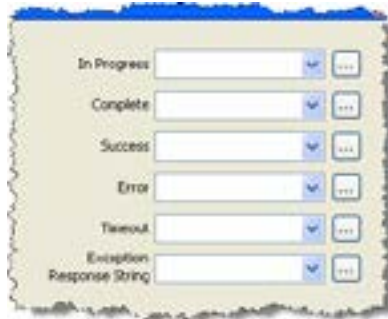 In Progress
Complete
Success
Error
Timeout
Exception
Response String